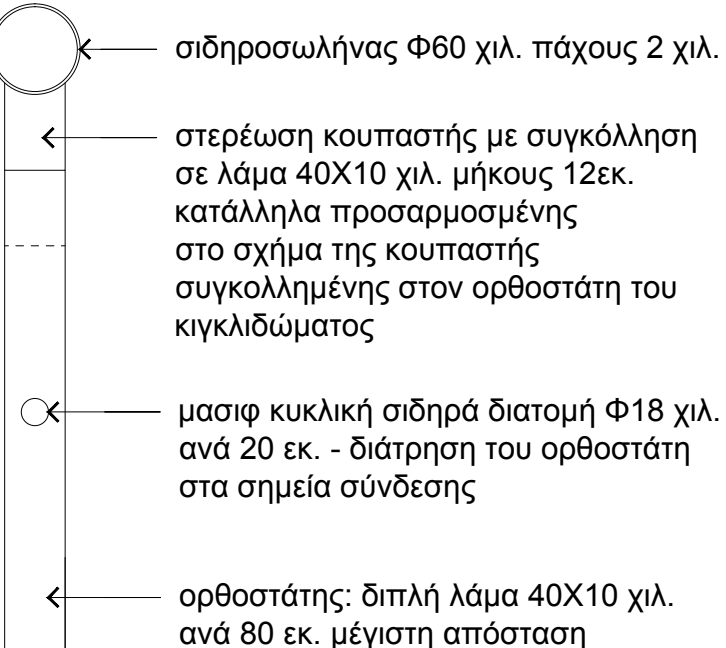 σιδηροσωλήνας Φ60 χιλ. πάχους 2 χιλ.
στερέωση κουπαστής με συγκόλληση
σε λάμα 40Χ10 χιλ. μήκους 12εκ.
κατάλληλα προσαρμοσμένης
στο σχήμα της κουπαστής
συγκολλημένης στον ορθοστάτη του
κιγκλιδώματος
μασιφ κυκλική σιδηρά διατομή Φ18 χιλ.
ανά 20 εκ. - διάτρηση του ορθοστάτη
στα σημεία σύνδεσης
ορθοστάτης: διπλή λάμα 40Χ10 χιλ.
ανά 80 εκ. μέγιστη απόσταση